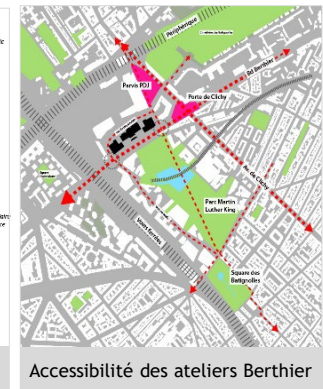 Périphérique
Parvis PDJ
Porte de Clichy
Bd Berthier
Av. de Clichy
Parc Martin
Luther King
Voies Ferrées
Square des
Batignolles
Accessibilité des ateliers Berthier